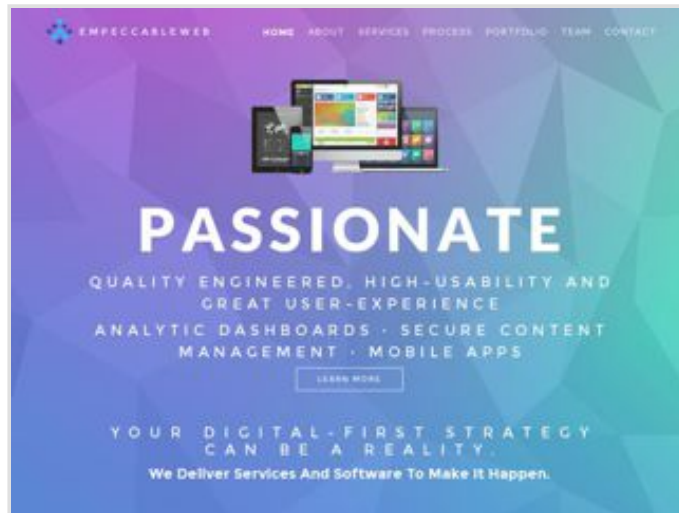 EMPECCABLEWEB
HOME ABOUT SERVICES PROCESS PORTFOLIO TEAM CONTACT
PASSIONATE
QUALITY ENGINEERED, HIGH-USABILITY AND
GREAT USER-EXPERIENCE
ANALYTIC DASHBOARDS · SECURE CONTENT
MANAGEMENT · MOBILE APPS
LEARN MORE
YOUR DIGITAL-FIRST STRATEGY
CAN BE A REALITY.
We Deliver Services And Software To Make It Happen.